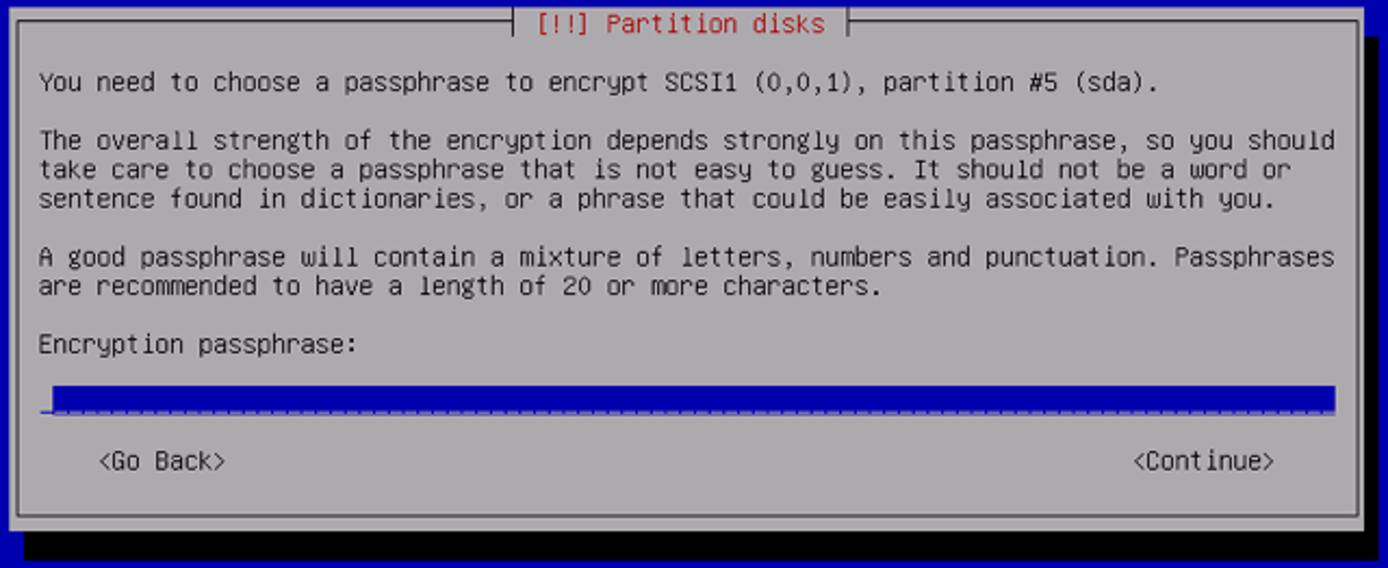 [!!] Partition disks
You need to choose a passphrase to encrypt SCSI1 (0,0,1), partition #5 (sda).
The overall strength of the encryption depends strongly on this passphrase, so you should
take care to choose a passphrase that is not easy to guess. It should not be a word or
sentence found in dictionaries, or a phrase that could be easily associated with you.
A good passphrase will contain a mixture of letters, numbers and punctuation. Passphrases
are recommended to have a length of 20 or more characters.
Encryption passphrase:
<Go Back> <Continue>